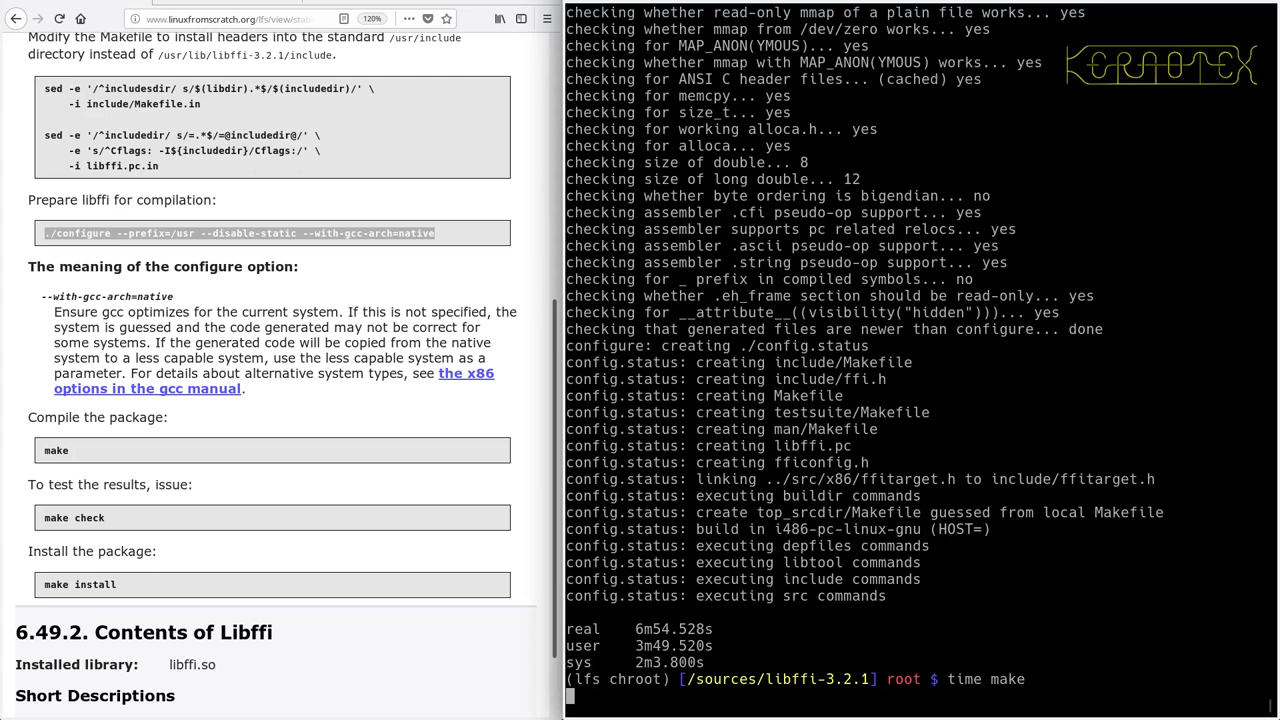 www.linuxfromscratch.org/lfs/view/stab
120%
Modify the Makefile to install headers into the standard /usr/include
directory instead of /usr/lib/libffi-3.2.1/include.
sed -e '/^includesdir/ s/$(libdir).*$/$(includedir)/' \
-i include/Makefile.in
sed -e '/^includedir/ s/=.*$/=@includedir@/' \
-e 's/^Cflags: -I${includedir}/Cflags:/' \
-i libffi.pc.in
Prepare libffi for compilation:
./configure --prefix=/usr --disable-static --with-gcc-arch=native
The meaning of the configure option:
--with-gcc-arch=native
Ensure gcc optimizes for the current system. If this is not specified, the
system is guessed and the code generated may not be correct for
some systems. If the generated code will be copied from the native
system to a less capable system, use the less capable system as a
parameter. For details about alternative system types, see the x86
options in the gcc manual.
Compile the package:
make
To test the results, issue:
make check
Install the package:
make install
6.49.2. Contents of Libffi
Installed library: libffi.so
Short Descriptions
checking whether read-only mmap of a plain file works... yes
checking whether mmap from /dev/zero works... yes
checking for MAP_ANON(YMOUS)... yes
checking whether mmap with MAP_ANON(YMOUS) works... yes
checking for ANSI C header files... (cached) yes
checking for memcpy... yes
checking for size_t... yes
checking for working alloca.h... yes
checking for alloca... yes
checking size of double... 8
checking size of long double... 12
checking whether byte ordering is bigendian... no
checking assembler .cfi pseudo-op support... yes
checking assembler supports pc related relocs... yes
checking assembler .ascii pseudo-op support... yes
checking assembler .string pseudo-op support... yes
checking for _ prefix in compiled symbols... no
checking whether .eh_frame section should be read-only... yes
checking for __attribute__((visibility("hidden")))... yes
checking that generated files are newer than configure... done
configure: creating ./config.status
config.status: creating include/Makefile
config.status: creating include/ffi.h
config.status: creating Makefile
config.status: creating testsuite/Makefile
config.status: creating man/Makefile
config.status: creating libffi.pc
config.status: creating fficonfig.h
config.status: linking ../src/x86/ffitarget.h to include/ffitarget.h
config.status: executing buildir commands
config.status: create top_srcdir/Makefile guessed from local Makefile
config.status: build in i486-pc-linux-gnu (HOST=)
config.status: executing depfiles commands
config.status: executing libtool commands
config.status: executing include commands
config.status: executing src commands
real 6m54.528s
user 3m49.520s
sys 2m3.800s
(lfs chroot) [/sources/libffi-3.2.1] root $ time make